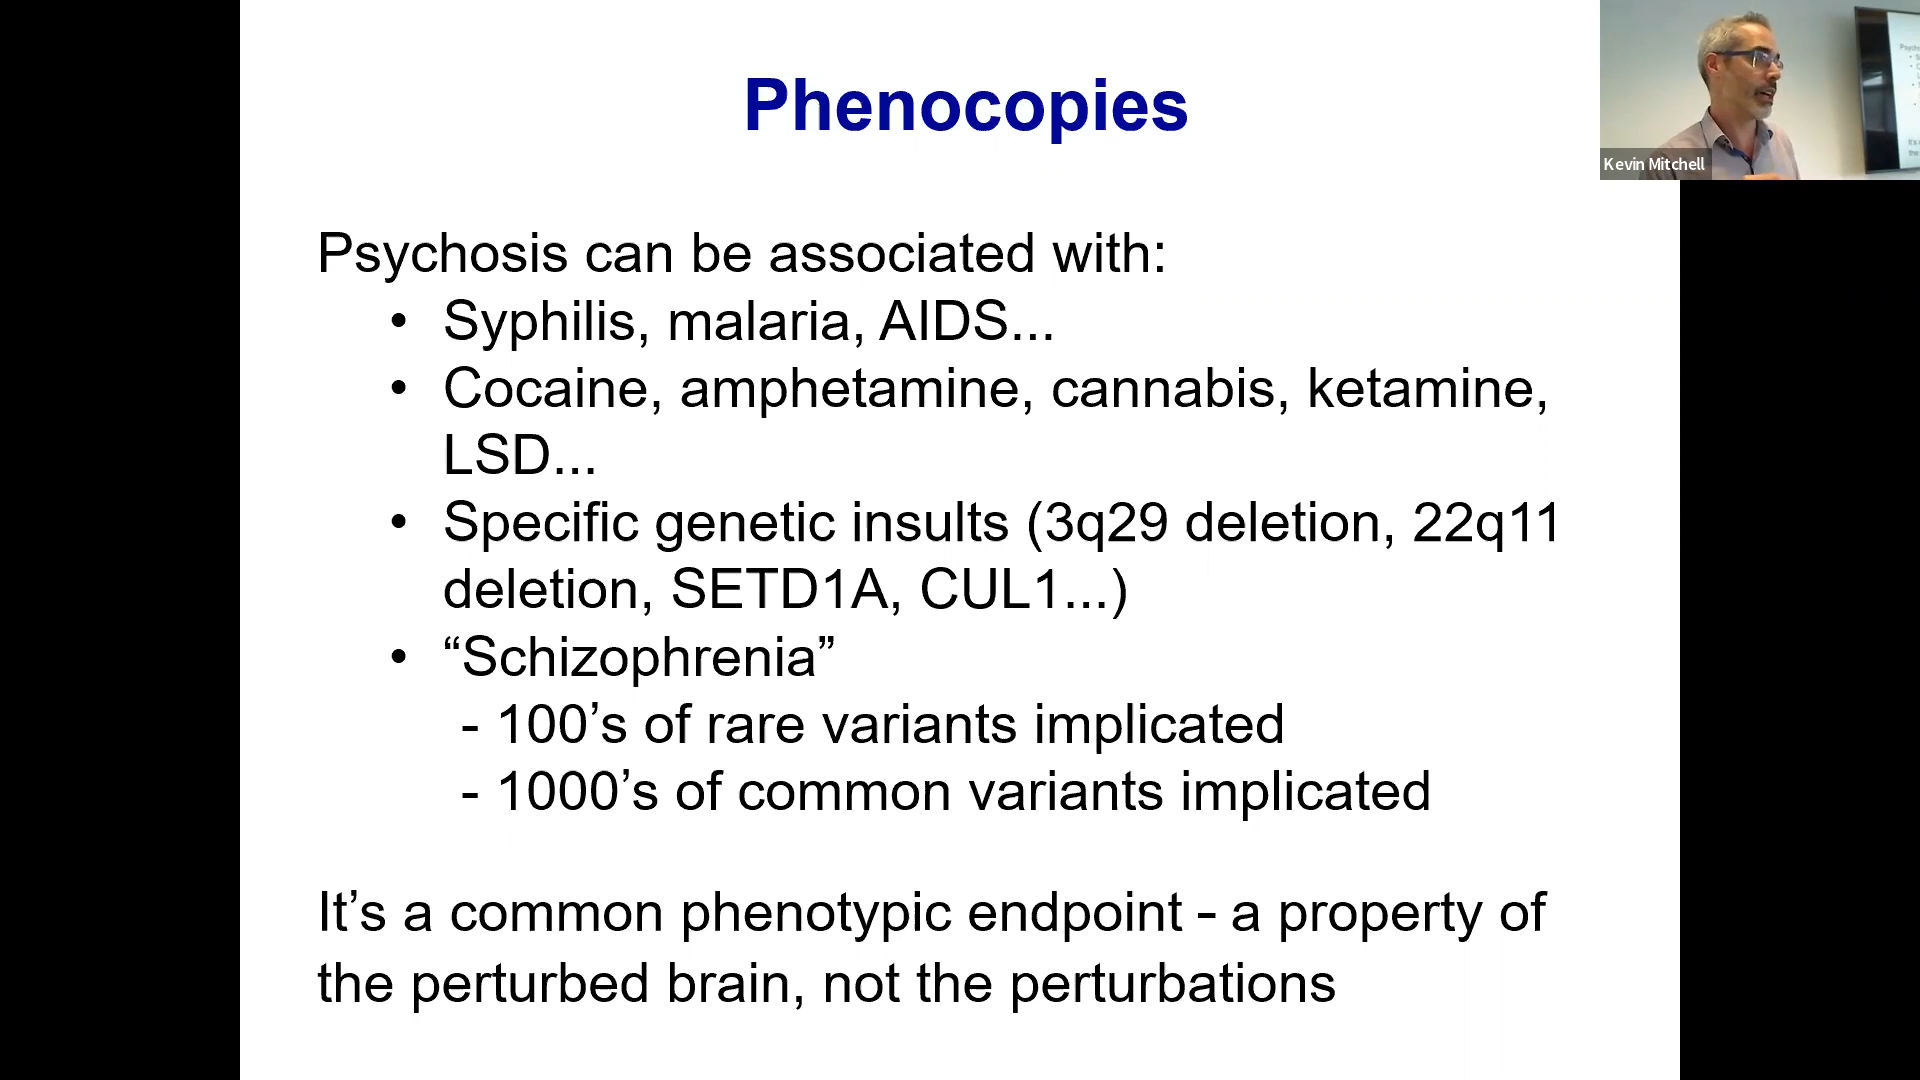 Phenocopies
Kevin Mitchell
Psychosis can be associated with:
• Syphilis, malaria, AIDS...
• Cocaine, amphetamine, cannabis, ketamine,
LSD...
• Specific genetic insults (3q29 deletion, 22q11
deletion, SETD1A, CUL1...)
• “Schizophrenia”
- 100’s of rare variants implicated
- 1000’s of common variants implicated
It’s a common phenotypic endpoint – a property of
the perturbed brain, not the perturbations